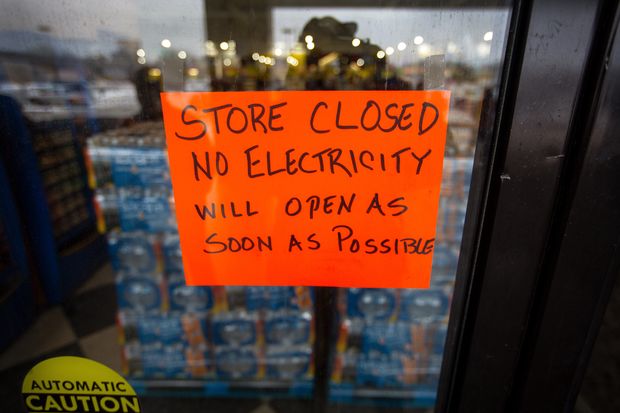 STORE CLOSED
NO ELECTRICITY
WILL OPEN AS
SOON AS POSSIBLE
AUTOMATIC
CAUTION